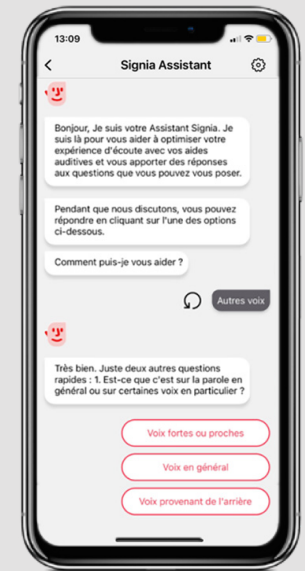 13:09
Signia Assistant
Bonjour, Je suis votre Assistant Signia. Je
suis là pour vous aider à optimiser votre
expérience d'écoute avec vos aides
auditives et vous apporter des réponses
aux questions que vous pouvez vous poser.
Pendant que nous discutons, vous pouvez
répondre en cliquant sur l'une des options
ci-dessous.
Comment puis-je vous aider ?
Autres voix
Très bien. Juste deux autres questions
rapides : 1. Est-ce que c'est sur la parole en
général ou sur certaines voix en particulier ?
Voix fortes ou proches
Voix en général
Voix provenant de l'arrière